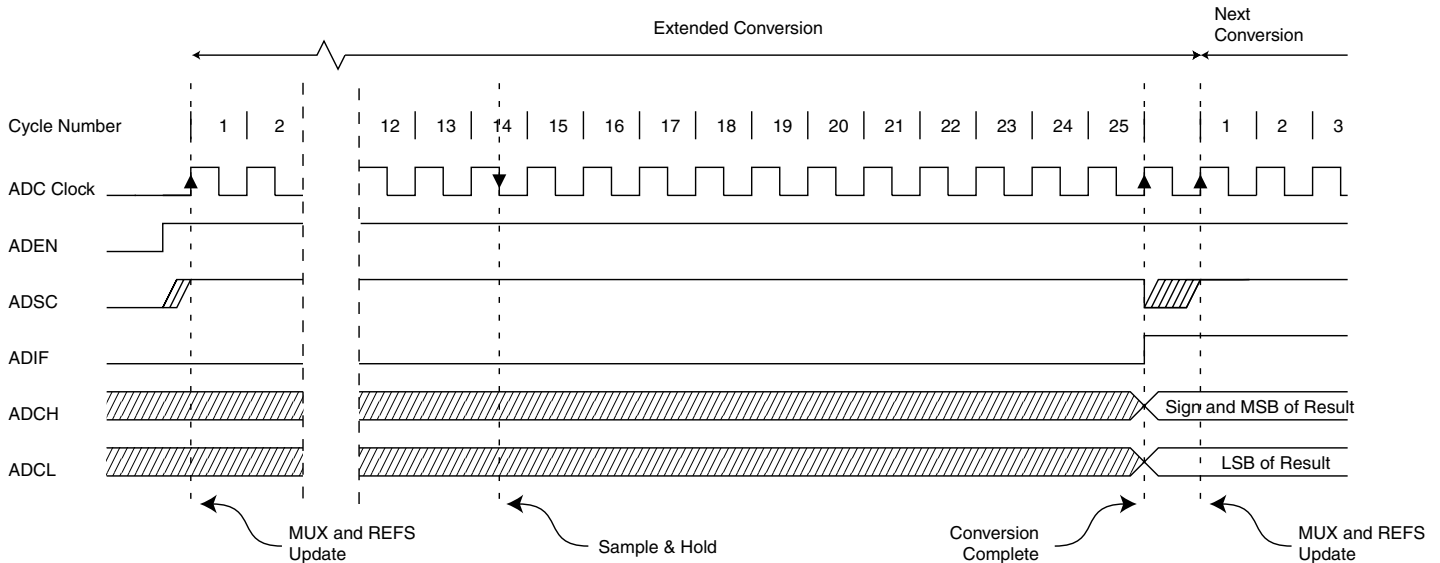 Extended Conversion
Next
Conversion
Cycle Number 1 2 12 13 14 15 16 17 18 19 20 21 22 23 24 25 1 2 3
ADC Clock
ADEN
ADSC
ADIF
ADCH
Sign and MSB of Result
ADCL
LSB of Result
MUX and REFS
Update
Sample & Hold
Conversion
Complete
MUX and REFS
Update